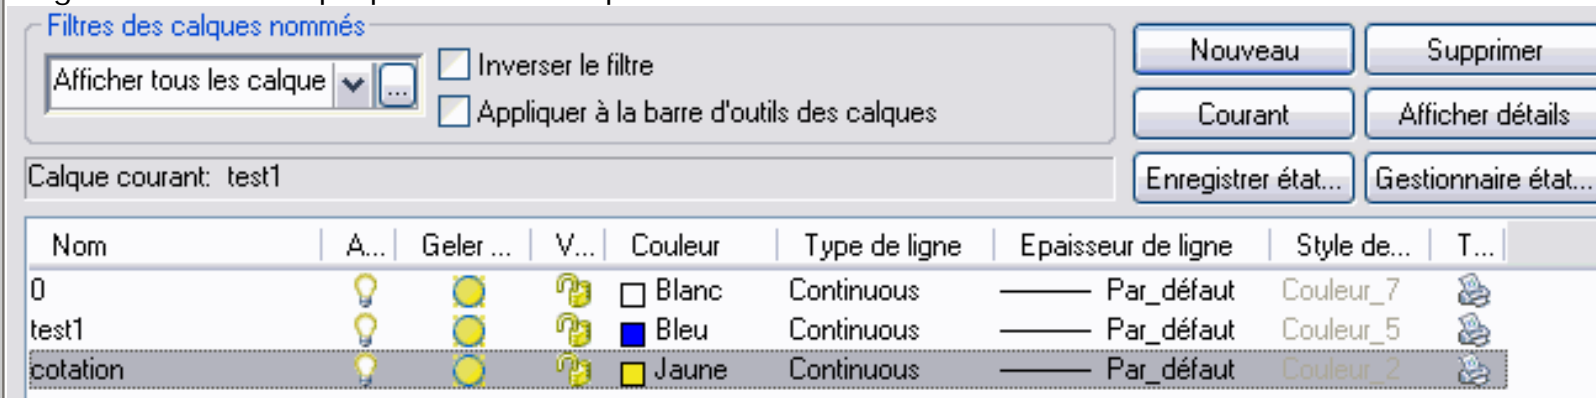 Filtres des calques nommés
Afficher tous les calque
...
Inverser le filtre
Appliquer à la barre d'outils des calques
Nouveau
Supprimer
Courant
Afficher détails
Enregistrer état...
Gestionnaire état...
Calque courant: test1
Nom A... Geler ... V... Couleur Type de ligne Epaisseur de ligne Style de... T...
0 Blanc Continuous Par_défaut Couleur_7
test1 Bleu Continuous Par_défaut Couleur_5
cotation Jaune Continuous Par_défaut Couleur_2